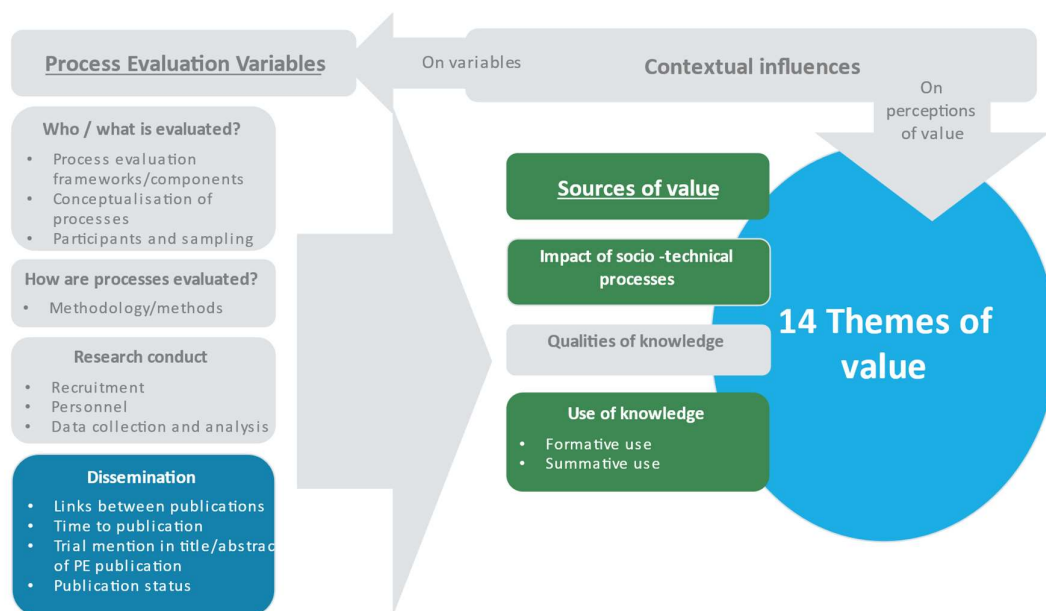 Process Evaluation Variables
On variables
Contextual influences
On
perceptions
of value
Who / what is evaluated?
• Process evaluation
frameworks/components
• Conceptualisation of
processes
• Participants and sampling
How are processes evaluated?
• Methodology/methods
Research conduct
• Recruitment
• Personnel
• Data collection and analysis
Dissemination
• Links between publications
• Time to publication
• Trial mention in title/abstrac
of PE publication
• Publication status
Sources of value
Impact of socio -technical
processes
Qualities of knowledge
Use of knowledge
• Formative use
• Summative use
14 Themes of
value